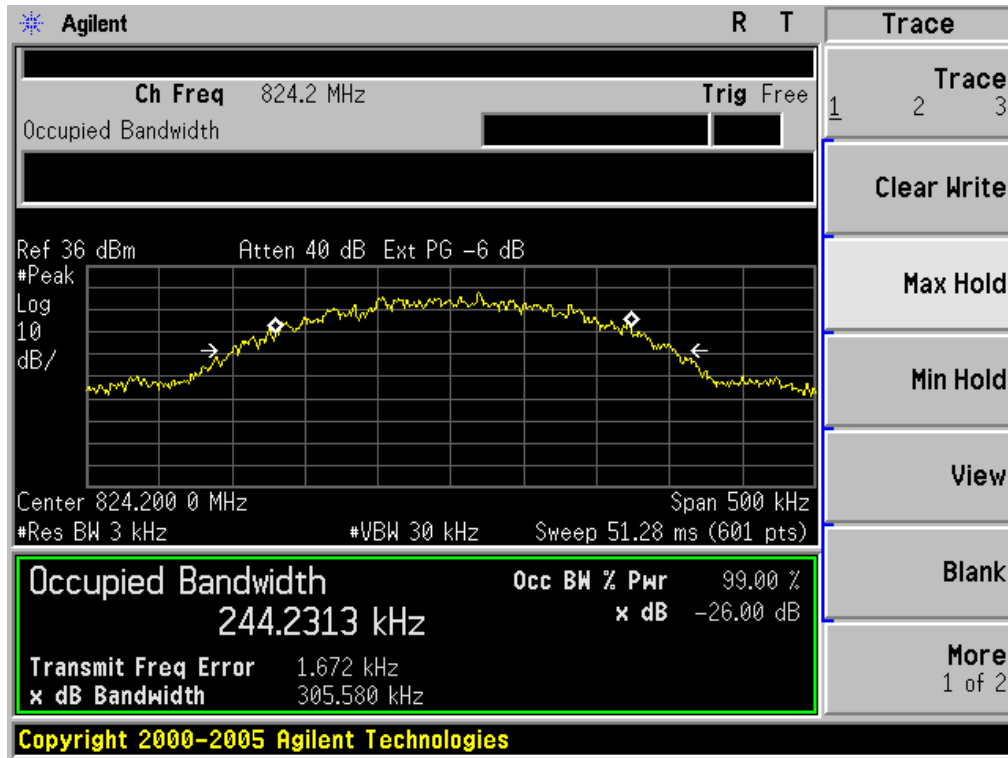 Agilent R T Trace
Ch Freq 824.2 MHz Trig Free
Occupied Bandwidth
Trace
1 2 3
Clear Write
Max Hold
Min Hold
View
Blank
More
1 of 2
Ref 36 dBm Atten 40 dB Ext PG -6 dB
#Peak
Log
10
dB/
Center 824.200 0 MHz Span 500 kHz
#Res BW 3 kHz #VBW 30 kHz Sweep 51.28 ms (601 pts)
Occupied Bandwidth Occ BW % Pwr 99.00 %
244.2313 kHz x dB -26.00 dB
Transmit Freq Error 1.672 kHz
x dB Bandwidth 305.580 kHz
Copyright 2000-2005 Agilent Technologies